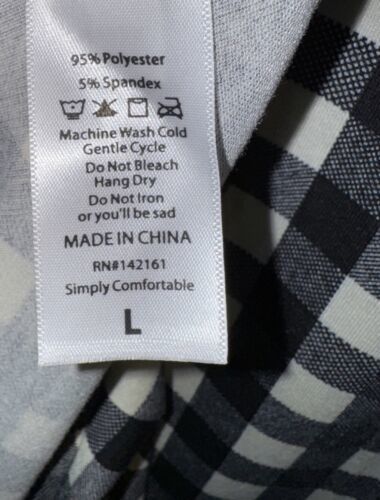 95% Polyester
5% Spandex
Machine Wash Cold
Gentle Cycle
Do Not Bleach
Hang Dry
Do Not Iron
or you'll be sad
MADE IN CHINA
RN#142161
Simply Comfortable
L